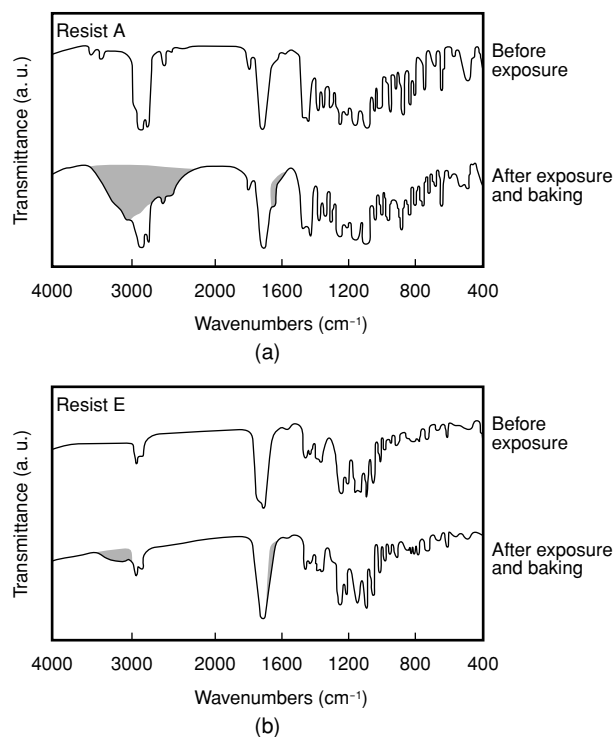 Resist A
Before
exposure
After exposure
and baking
Transmittance (a. u.)
4000 3000 2000 1600 1200 800 400
Wavenumbers (cm⁻¹)
(a)
Resist E
Before
exposure
After exposure
and baking
Transmittance (a. u.)
4000 3000 2000 1600 1200 800 400
Wavenumbers (cm⁻¹)
(b)